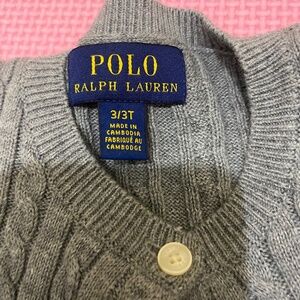 POLO
RALPH LAUREN
3/3T
MADE IN
CAMBODIA
FABRIQUÉ AU
CAMBODGE